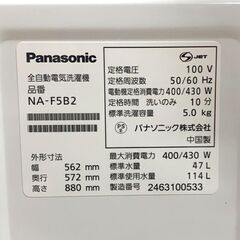 Panasonic
全自動電気洗濯機
品番
NA-F5B2
外形寸法
幅 562 mm
奥行 572 mm
高さ 880 mm
JET
定格電圧 100 V
定格周波数 50/60 Hz
電動機定格消費電力 400/430 W
定格時間 洗いのみ 10 分
標準洗濯容量 5.0 kg
PS E
パナソニック株式会社
中国製
最大消費電力 400/430 W
標準水量 47 L
標準使用水量 114 L
製造番号 2463100533